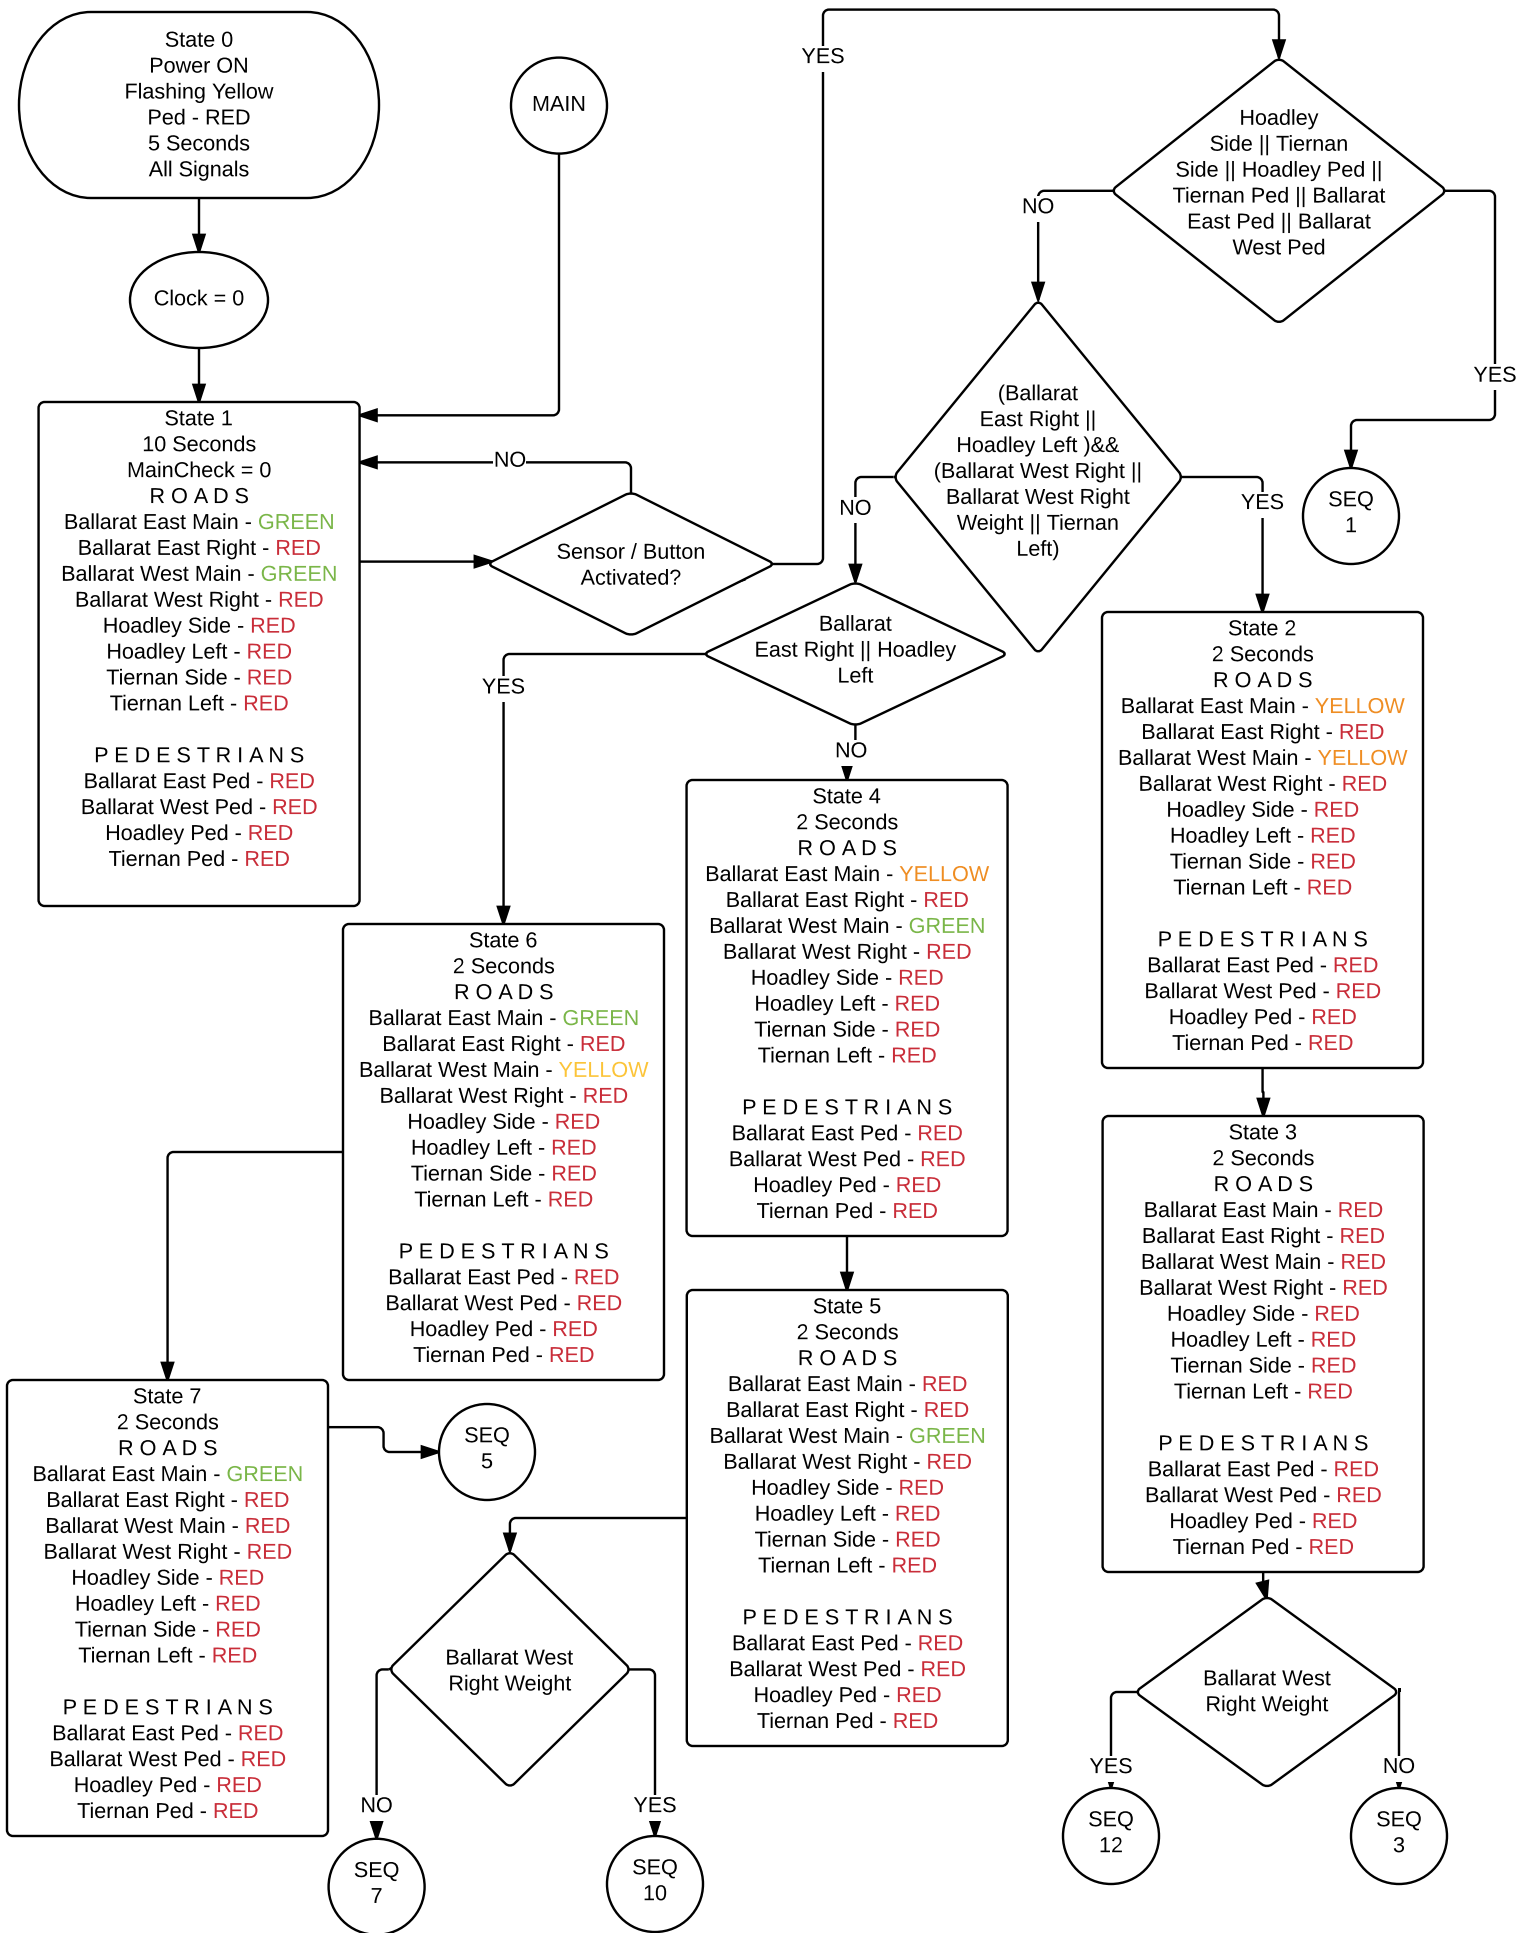 State 0
Power ON
Flashing Yellow
Ped - RED
5 Seconds
All Signals
MAIN
YES
Hoadley
Side || Tiernan
Side || Hoadley Ped ||
Tiernan Ped || Ballarat
East Ped || Ballarat
West Ped
NO
YES
Clock = 0
State 1
10 Seconds
MainCheck = 0
R O A D S
Ballarat East Main - GREEN
Ballarat East Right - RED
Ballarat West Main - GREEN
Ballarat West Right - RED
Hoadley Side - RED
Hoadley Left - RED
Tiernan Side - RED
Tiernan Left - RED
P E D E S T R I A N S
Ballarat East Ped - RED
Ballarat West Ped - RED
Hoadley Ped - RED
Tiernan Ped - RED
NO
Sensor / Button
Activated?
(Ballarat
East Right ||
Hoadley Left )&&
(Ballarat West Right ||
Ballarat West Right
Weight || Tiernan
Left)
NO
YES
SEQ
1
Ballarat
East Right || Hoadley
Left
YES
NO
State 2
2 Seconds
R O A D S
Ballarat East Main - YELLOW
Ballarat East Right - RED
Ballarat West Main - YELLOW
Ballarat West Right - RED
Hoadley Side - RED
Hoadley Left - RED
Tiernan Side - RED
Tiernan Left - RED
P E D E S T R I A N S
Ballarat East Ped - RED
Ballarat West Ped - RED
Hoadley Ped - RED
Tiernan Ped - RED
State 4
2 Seconds
R O A D S
Ballarat East Main - YELLOW
Ballarat East Right - RED
Ballarat West Main - GREEN
Ballarat West Right - RED
Hoadley Side - RED
Hoadley Left - RED
Tiernan Side - RED
Tiernan Left - RED
P E D E S T R I A N S
Ballarat East Ped - RED
Ballarat West Ped - RED
Hoadley Ped - RED
Tiernan Ped - RED
State 6
2 Seconds
R O A D S
Ballarat East Main - GREEN
Ballarat East Right - RED
Ballarat West Main - YELLOW
Ballarat West Right - RED
Hoadley Side - RED
Hoadley Left - RED
Tiernan Side - RED
Tiernan Left - RED
P E D E S T R I A N S
Ballarat East Ped - RED
Ballarat West Ped - RED
Hoadley Ped - RED
Tiernan Ped - RED
State 3
2 Seconds
R O A D S
Ballarat East Main - RED
Ballarat East Right - RED
Ballarat West Main - RED
Ballarat West Right - RED
Hoadley Side - RED
Hoadley Left - RED
Tiernan Side - RED
Tiernan Left - RED
P E D E S T R I A N S
Ballarat East Ped - RED
Ballarat West Ped - RED
Hoadley Ped - RED
Tiernan Ped - RED
State 5
2 Seconds
R O A D S
Ballarat East Main - RED
Ballarat East Right - RED
Ballarat West Main - GREEN
Ballarat West Right - RED
Hoadley Side - RED
Hoadley Left - RED
Tiernan Side - RED
Tiernan Left - RED
P E D E S T R I A N S
Ballarat East Ped - RED
Ballarat West Ped - RED
Hoadley Ped - RED
Tiernan Ped - RED
State 7
2 Seconds
R O A D S
Ballarat East Main - GREEN
Ballarat East Right - RED
Ballarat West Main - RED
Ballarat West Right - RED
Hoadley Side - RED
Hoadley Left - RED
Tiernan Side - RED
Tiernan Left - RED
P E D E S T R I A N S
Ballarat East Ped - RED
Ballarat West Ped - RED
Hoadley Ped - RED
Tiernan Ped - RED
SEQ
5
Ballarat West
Right Weight
NO
YES
SEQ
7
SEQ
10
Ballarat West
Right Weight
YES
NO
SEQ
12
SEQ
3